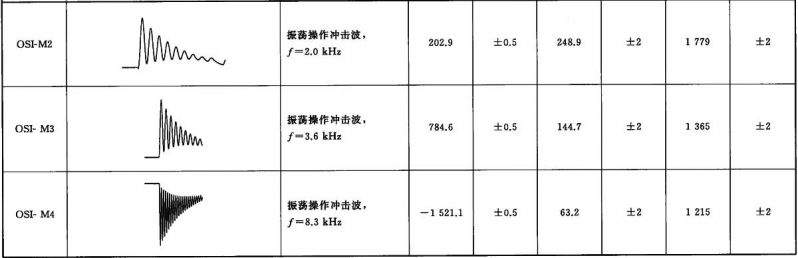 OSI-M2 振荡操作冲击波， 202.9 ±0.5 248.9 ±2 1 779 ±2
f=2.0 kHz
OSI- M3 振荡操作冲击波， 784.6 ±0.5 144.7 ±2 1 365 ±2
f=3.6 kHz
OSI- M4 振荡操作冲击波， −1 521.1 ±0.5 63.2 ±2 1 215 ±2
f=8.3 kHz